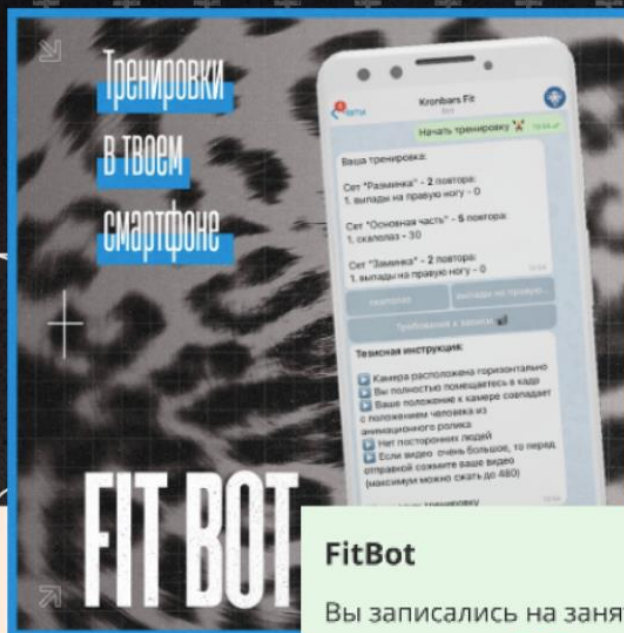 Тренировки
в твоем
смартфоне
Kronbars Fit
Начать тренировку
Ваша тренировка:
Сет "Разминка" - 2 повтора:
1. выпады на правую ногу - 0
Сет "Основная часть" - 5 повтора:
1. скалолаз - 30
Сет "Заминка" - 2 повтора:
1. выпады на правую ногу - 0
скалолаз
выпады на правую...
Требования к записи
Тезисная инструкция:
Камера расположена горизонтально
Вы полностью помещаетесь в кадр
Ваше положение к камере совпадает
с положением человека из
анимационного ролика
Нет посторонних людей
Если видео очень большое, то перед
отправкой сожмите ваше видео
(максимум можно сжать до 480)
тренировку
FIT BOT
FitBot
Вы записались на